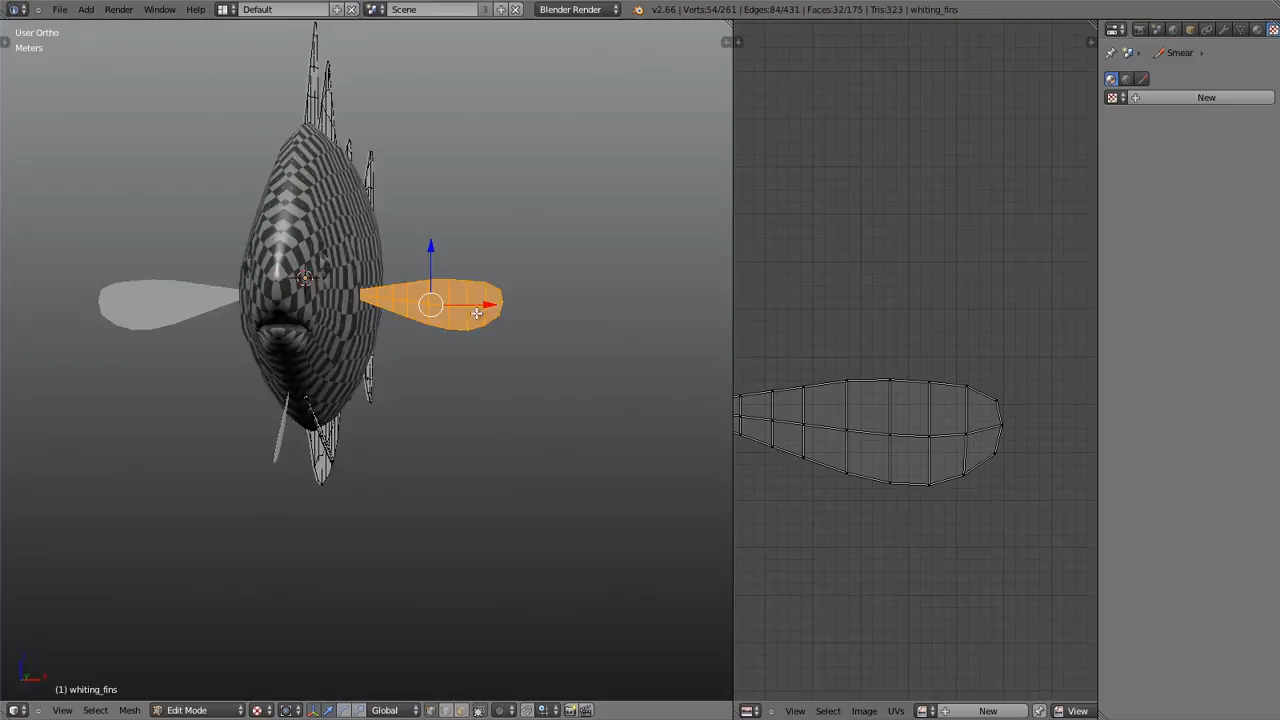 File Add Render Window Help Default Scene 3 Blender Render v2.66 | Verts:54/261 | Edges:84/431 | Faces:32/175 | Tris:323 | whiting_fins
User Ortho
Meters
Smear
New
(1) whiting_fins
View Select Mesh Edit Mode Global
View Select Image UVs New View